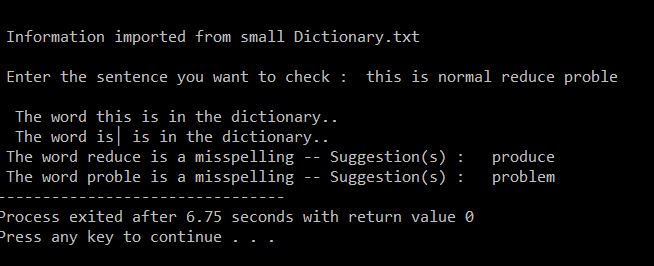 Information imported from small Dictionary.txt
Enter the sentence you want to check :  this is normal reduce proble
The word this is in the dictionary..
The word is| is in the dictionary..
The word reduce is a misspelling -- Suggestion(s) :   produce
The word proble is a misspelling -- Suggestion(s) :   problem
--------------------------------
Process exited after 6.75 seconds with return value 0
Press any key to continue . . .